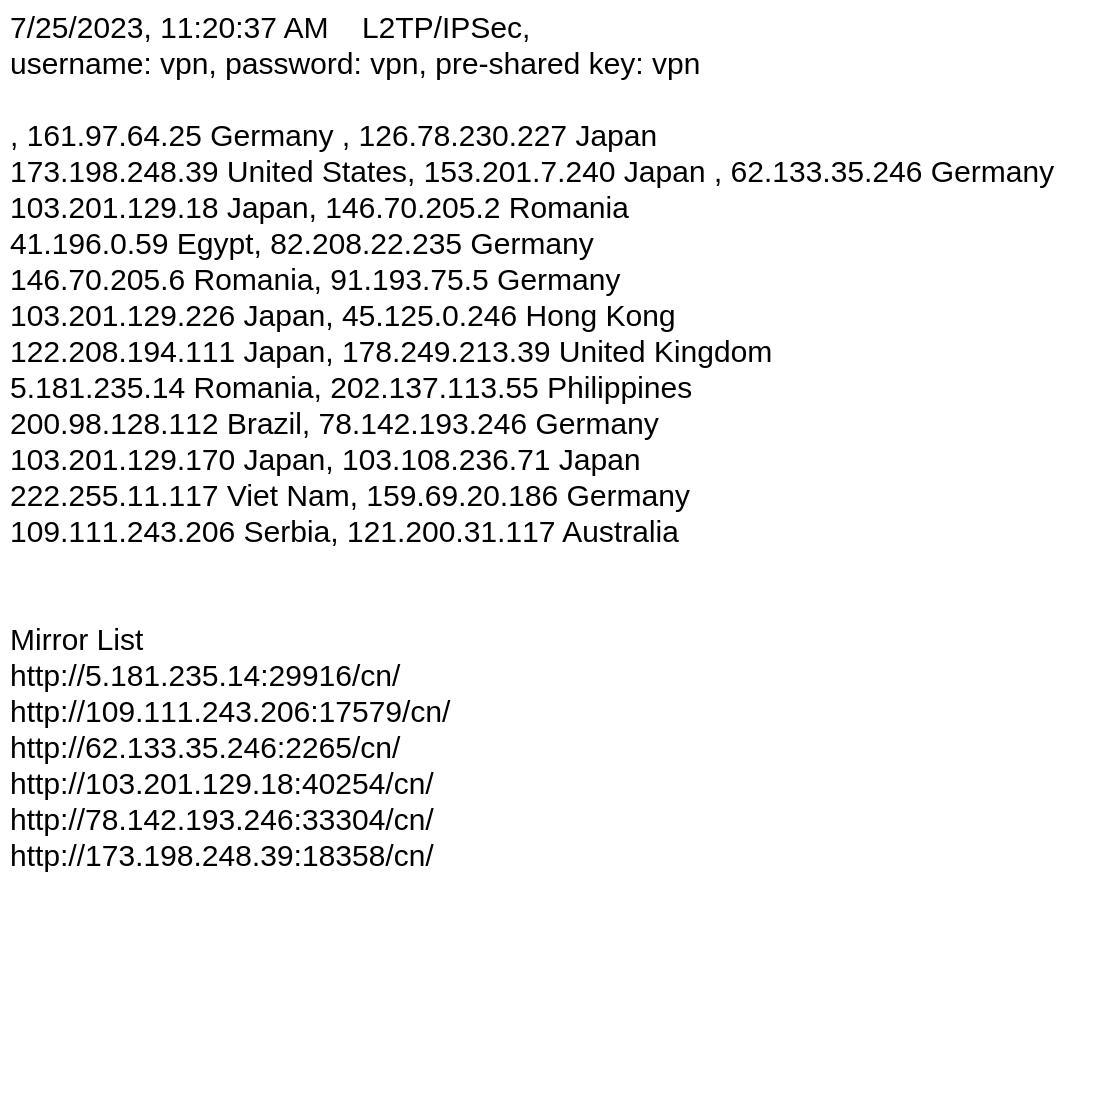 7/25/2023, 11:20:37 AM    L2TP/IPSec,
username: vpn, password: vpn, pre-shared key: vpn
, 161.97.64.25 Germany , 126.78.230.227 Japan
173.198.248.39 United States, 153.201.7.240 Japan , 62.133.35.246 Germany
103.201.129.18 Japan, 146.70.205.2 Romania
41.196.0.59 Egypt, 82.208.22.235 Germany
146.70.205.6 Romania, 91.193.75.5 Germany
103.201.129.226 Japan, 45.125.0.246 Hong Kong
122.208.194.111 Japan, 178.249.213.39 United Kingdom
5.181.235.14 Romania, 202.137.113.55 Philippines
200.98.128.112 Brazil, 78.142.193.246 Germany
103.201.129.170 Japan, 103.108.236.71 Japan
222.255.11.117 Viet Nam, 159.69.20.186 Germany
109.111.243.206 Serbia, 121.200.31.117 Australia
Mirror List
http://5.181.235.14:29916/cn/
http://109.111.243.206:17579/cn/
http://62.133.35.246:2265/cn/
http://103.201.129.18:40254/cn/
http://78.142.193.246:33304/cn/
http://173.198.248.39:18358/cn/